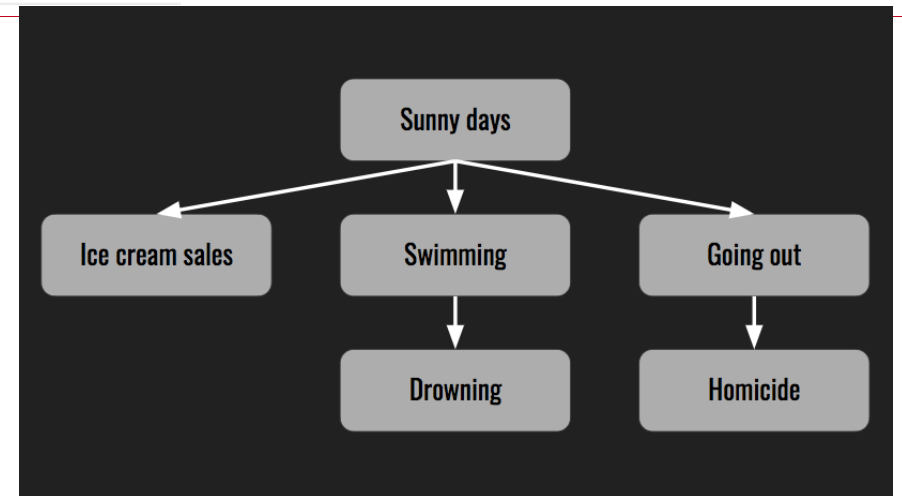 Sunny days
Ice cream sales
Swimming
Going out
Drowning
Homicide